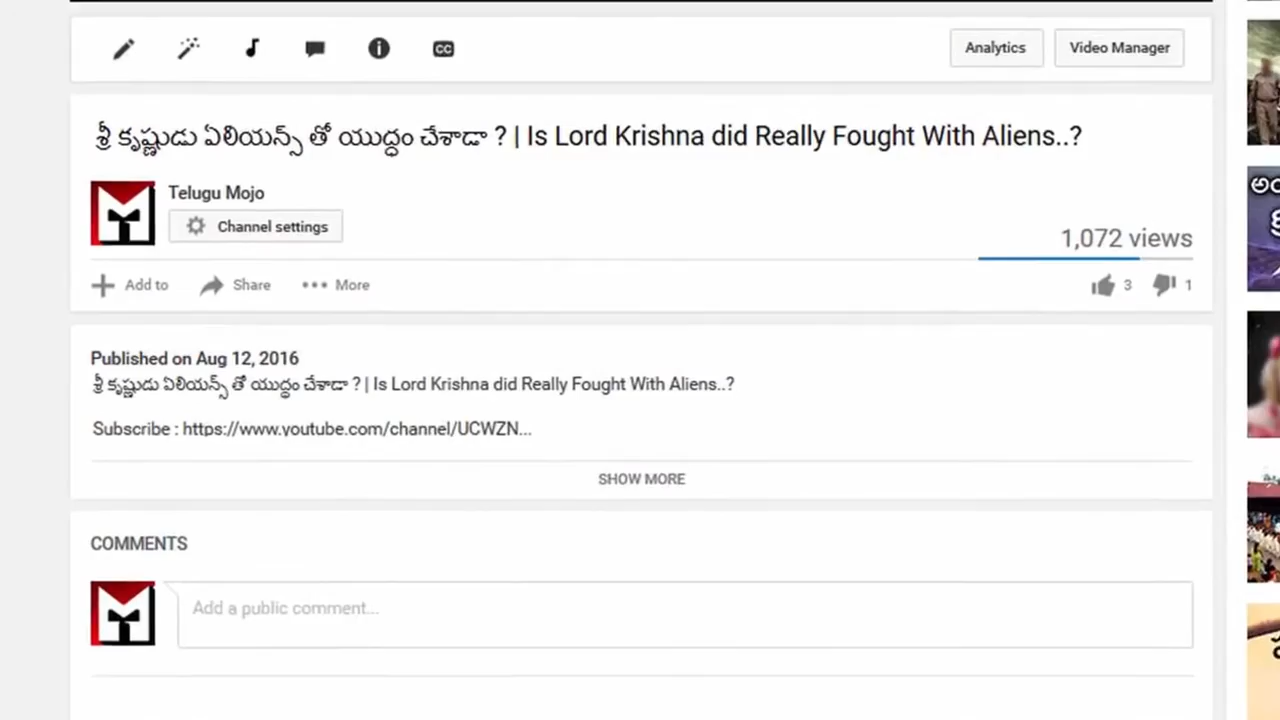 CC
Analytics
Video Manager
శ్రీ కృష్ణుడు ఏలియన్స్ తో యుద్ధం చేశాడా ? | Is Lord Krishna did Really Fought With Aliens..?
Telugu Mojo
Channel settings
1,072 views
Add to
Share
More
3
1
Published on Aug 12, 2016
శ్రీ కృష్ణుడు ఏలియన్స్ తో యుద్ధం చేశాడా ? | Is Lord Krishna did Really Fought With Aliens..?
Subscribe : https://www.youtube.com/channel/UCWZN...
SHOW MORE
COMMENTS
Add a public comment...